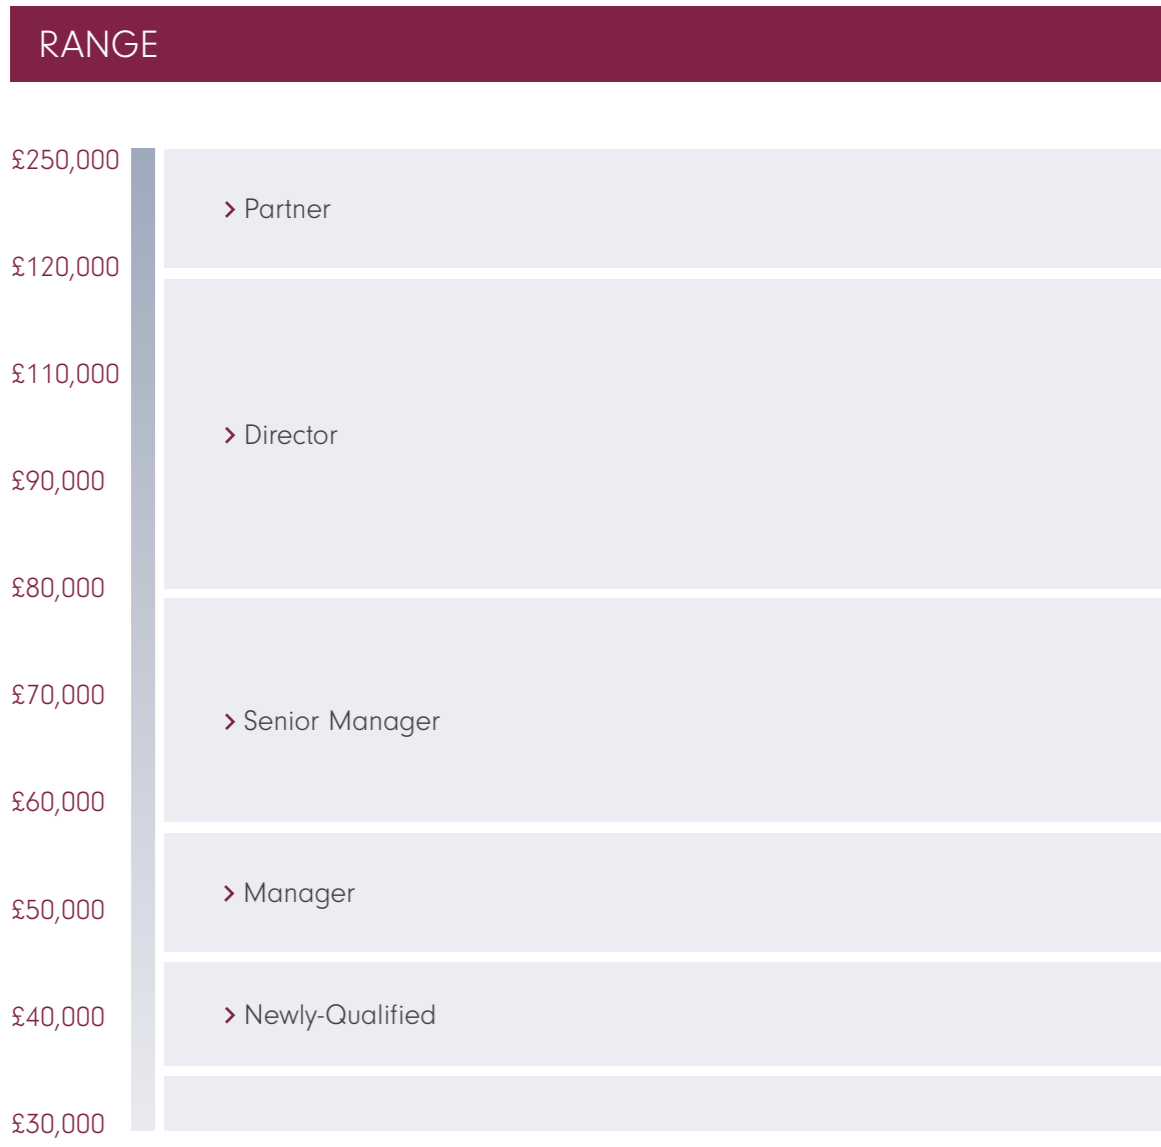 RANGE
£250,000
> Partner
£120,000
£110,000
> Director
£90,000
£80,000
£70,000
> Senior Manager
£60,000
> Manager
£50,000
£40,000
> Newly-Qualified
£30,000